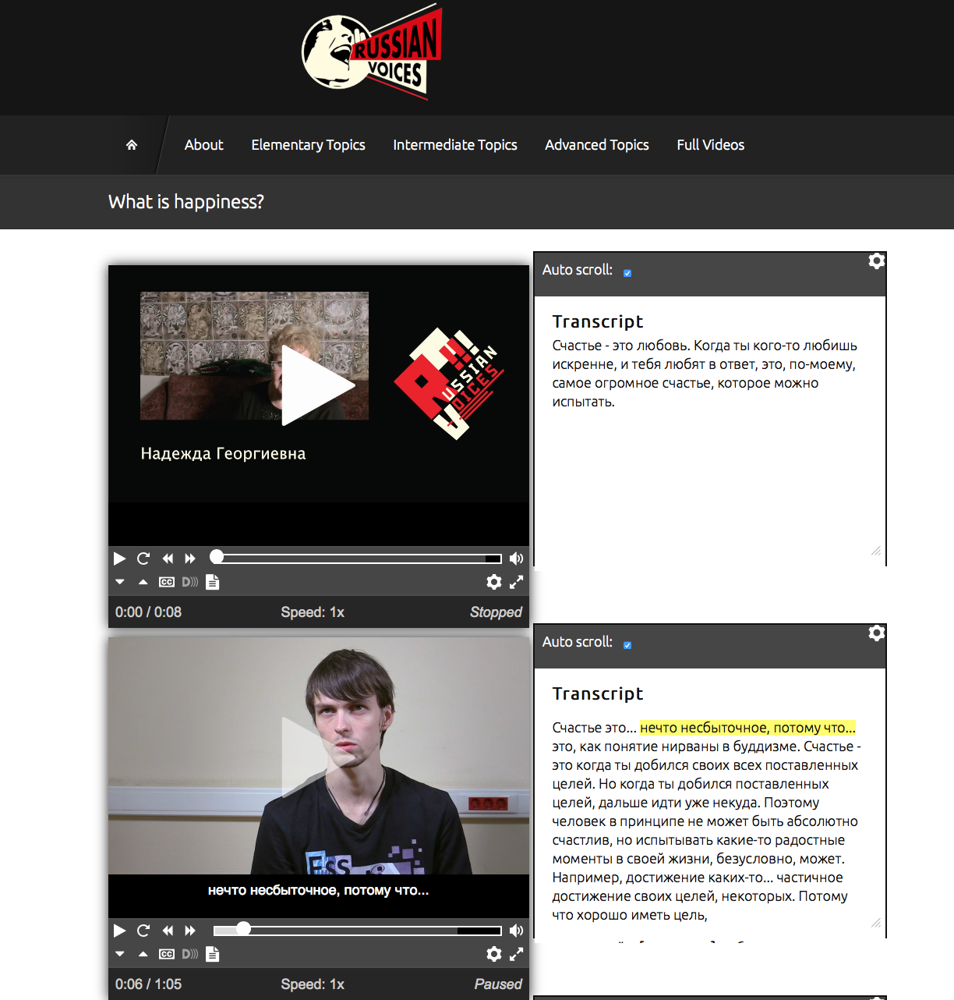 RUSSIAN
VOICES
About Elementary Topics Intermediate Topics Advanced Topics Full Videos
What is happiness?
RUSSIAN
VOICES
Надежда Георгиевна
0:00 / 0:08 Speed: 1x Stopped
Auto scroll:
Transcript
Счастье - это любовь. Когда ты кого-то любишь
искренне, и тебя любят в ответ, это, по-моему,
самое огромное счастье, которое можно
испытать.
нечто несбыточное, потому что...
0:06 / 1:05 Speed: 1x Paused
Auto scroll:
Transcript
Счастье это... нечто несбыточное, потому что...
это, как понятие нирваны в буддизме. Счастье -
это когда ты добился своих всех поставленных
целей. Но когда ты добился поставленных
целей, дальше идти уже некуда. Поэтому
человек в принципе не может быть абсолютно
счастлив, но испытывать какие-то радостные
моменты в своей жизни, безусловно, может.
Например, достижение каких-то... частичное
достижение своих целей, некоторых. Потому
что хорошо иметь цель,